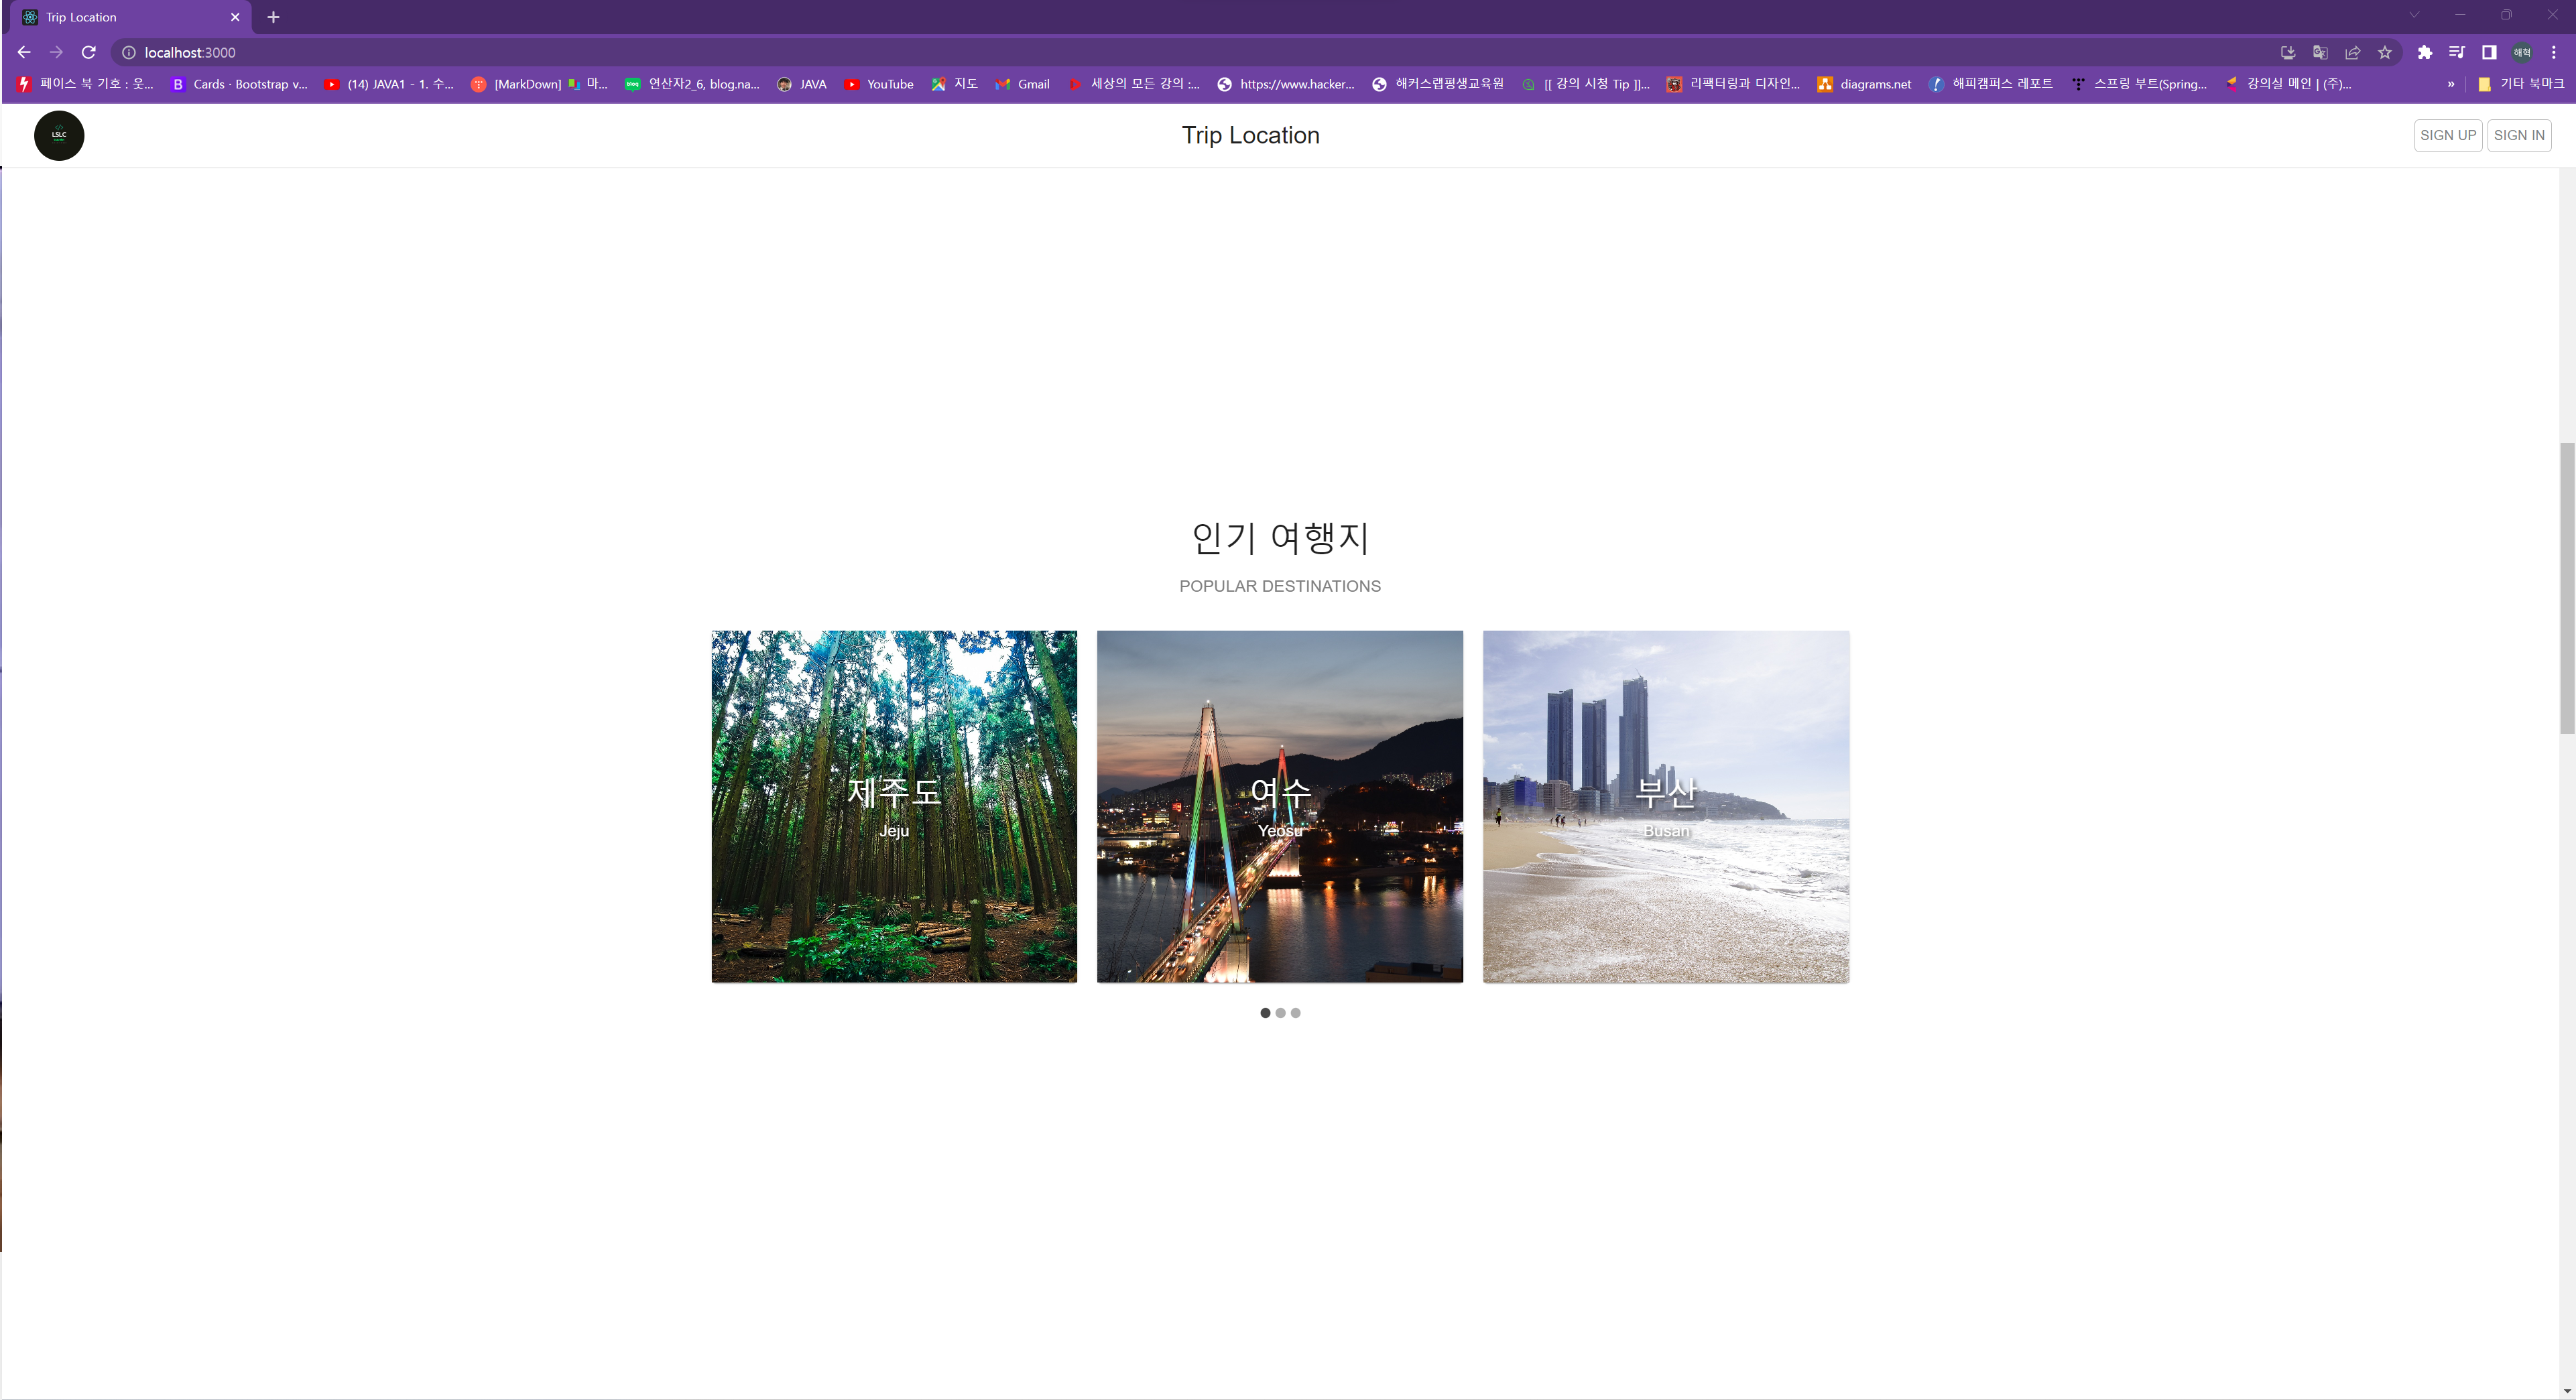 Trip Location
localhost:3000
페이스 북 기호 : 웃...
B Cards · Bootstrap v...
(14) JAVA1 - 1. 수...
[MarkDown] 마...
blog 연산자2_6, blog.na...
JAVA
YouTube
지도
Gmail
세상의 모든 강의 :...
https://www.hacker...
해커스랩평생교육원
[[ 강의 시청 Tip ]]...
리팩터링과 디자인...
diagrams.net
해피캠퍼스 레포트
스프링 부트(Spring...
강의실 메인 | (주)...
»
기타 북마크
해혁
LSLC
Trip Location
SIGN UP
SIGN IN
인기 여행지
POPULAR DESTINATIONS
제주도
Jeju
여수
Yeosu
부산
Busan